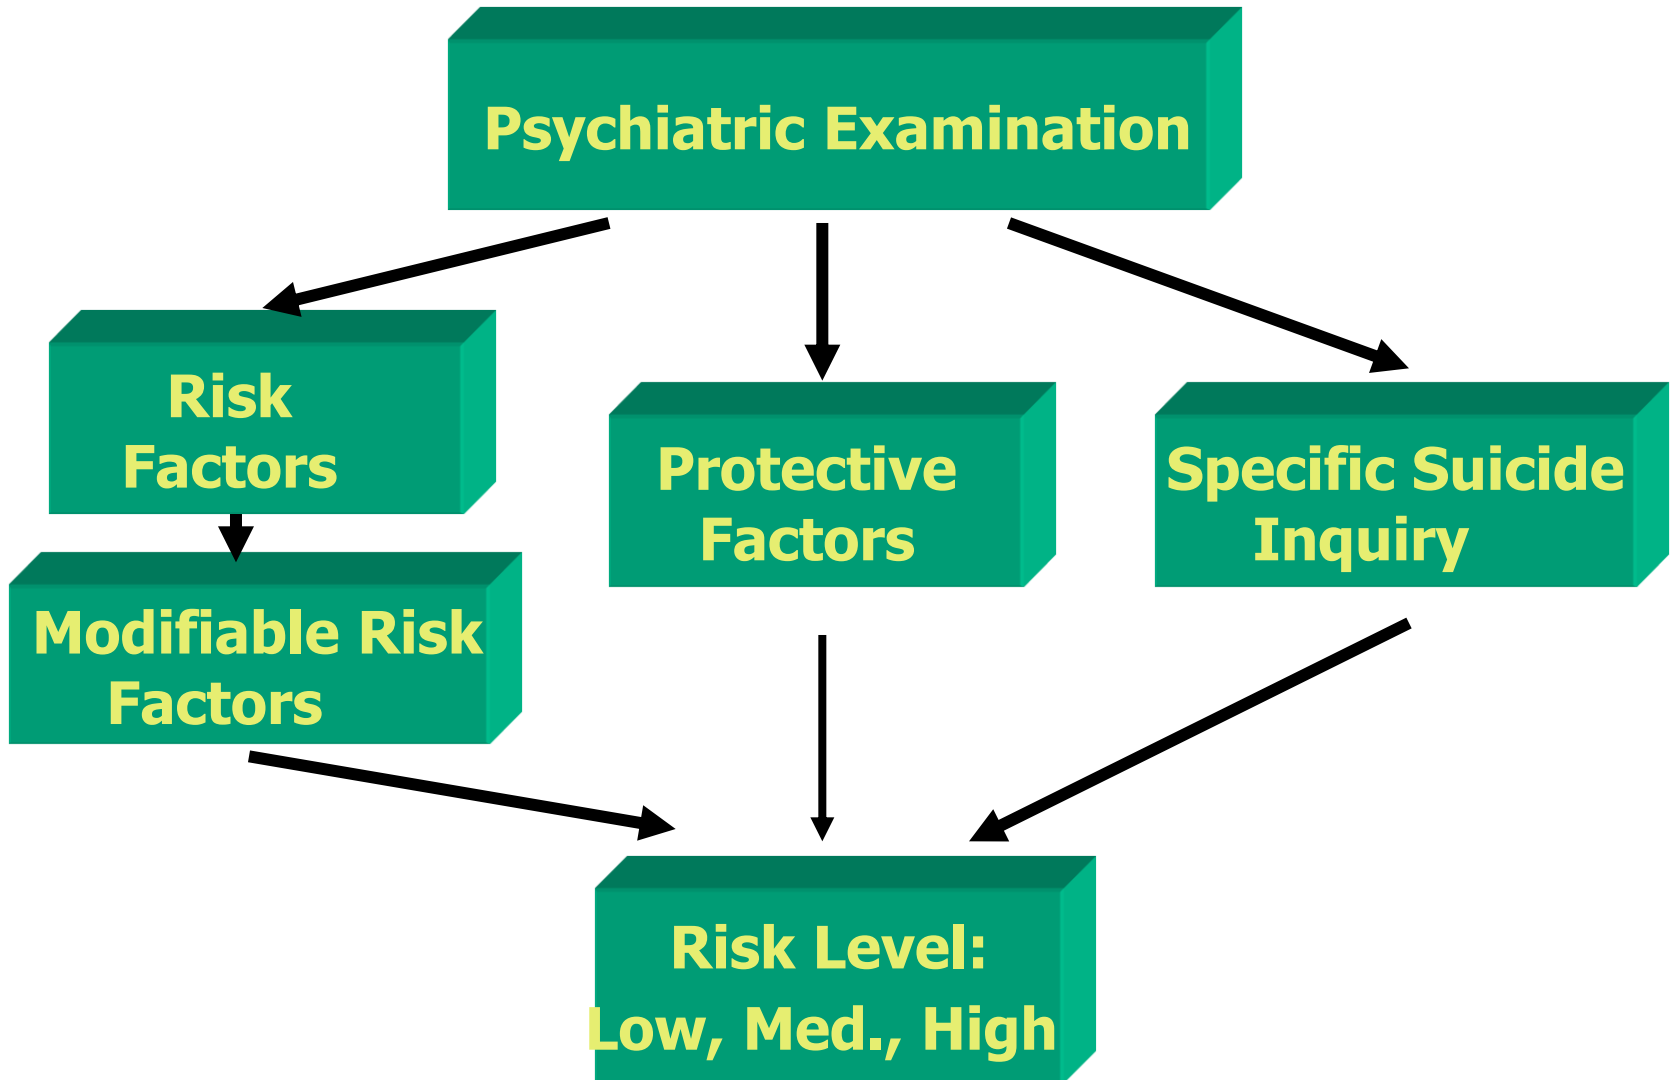 Psychiatric Examination
Risk
Factors
Protective
Factors
Specific Suicide
Inquiry
Modifiable Risk
Factors
Risk Level:
Low, Med., High